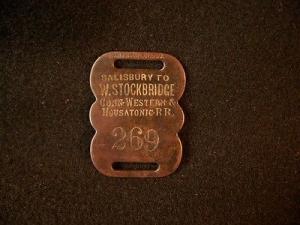 SALISBURY TO
W. STOCKBRIDGE
CONN. WESTERN &
HOUSATONIC R.R.
269